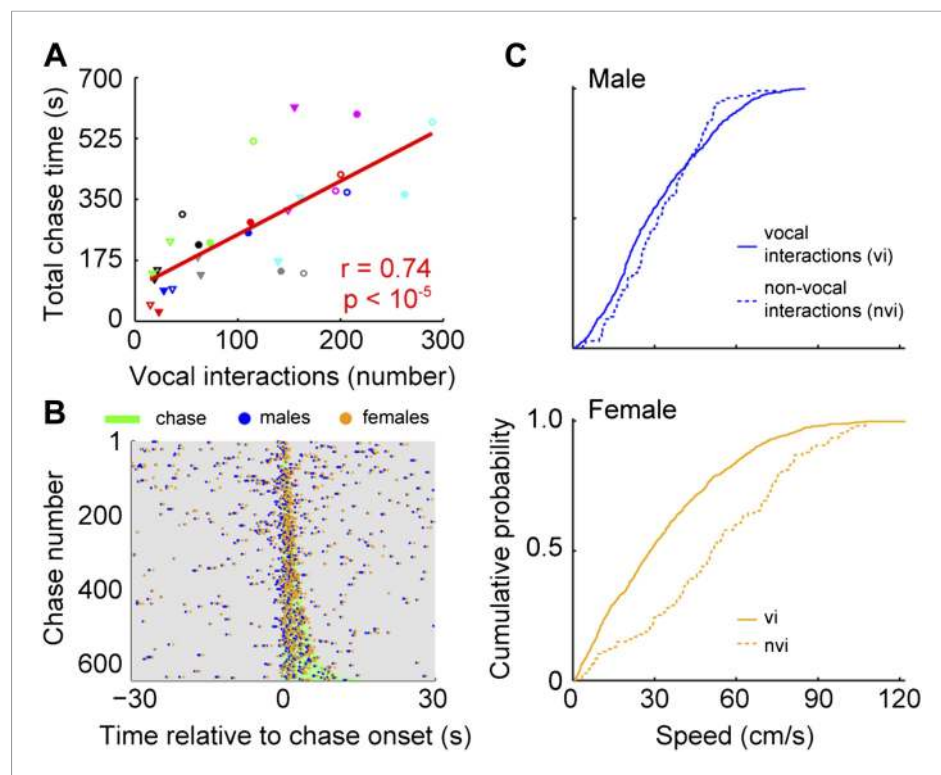 A
700
525
350
175
0
Total chase time (s)
r = 0.74
p < 10-5
0
100
200
300
Vocal interactions (number)
B
chase
males
females
1
200
400
600
Chase number
−30
0
30
Time relative to chase onset (s)
C
Male
vocal
interactions (vi)
non-vocal
interactions (nvi)
Female
1.0
0.5
0
Cumulative probability
vi
nvi
0
30
60
90
120
Speed (cm/s)